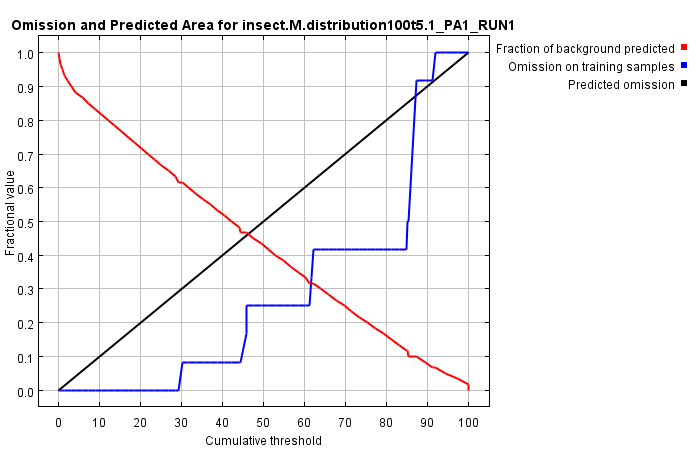 Omission and Predicted Area for insect.M.distribution100t5.1_PA1_RUN1
Fraction of background predicted
Omission on training samples
Predicted omission
Fractional value
1.0
0.9
0.8
0.7
0.6
0.5
0.4
0.3
0.2
0.1
0.0
0 10 20 30 40 50 60 70 80 90 100
Cumulative threshold